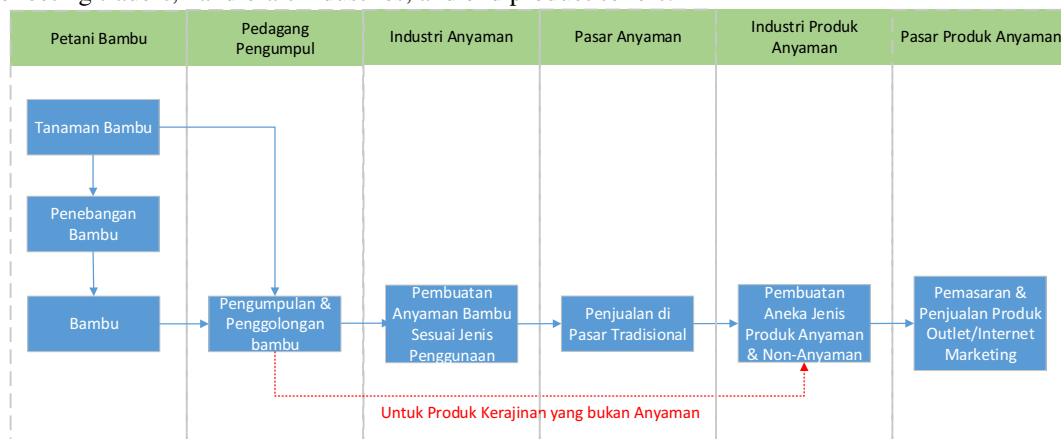 Petani Bambu
Pedagang
Pengumpul
Industri Anyaman
Pasar Anyaman
Industri Produk
Anyaman
Pasar Produk Anyaman
Tanaman Bambu
Penebangan
Bambu
Bambu
Pengumpulan &
Penggolongan
bambu
Pembuatan
Anyaman Bambu
Sesuai Jenis
Penggunaan
Penjualan di
Pasar Tradisional
Pembuatan
Aneka Jenis
Produk Anyaman
& Non-Anyaman
Pemasaran &
Penjualan Produk
Outlet/Internet
Marketing
Untuk Produk Kerajinan yang bukan Anyaman